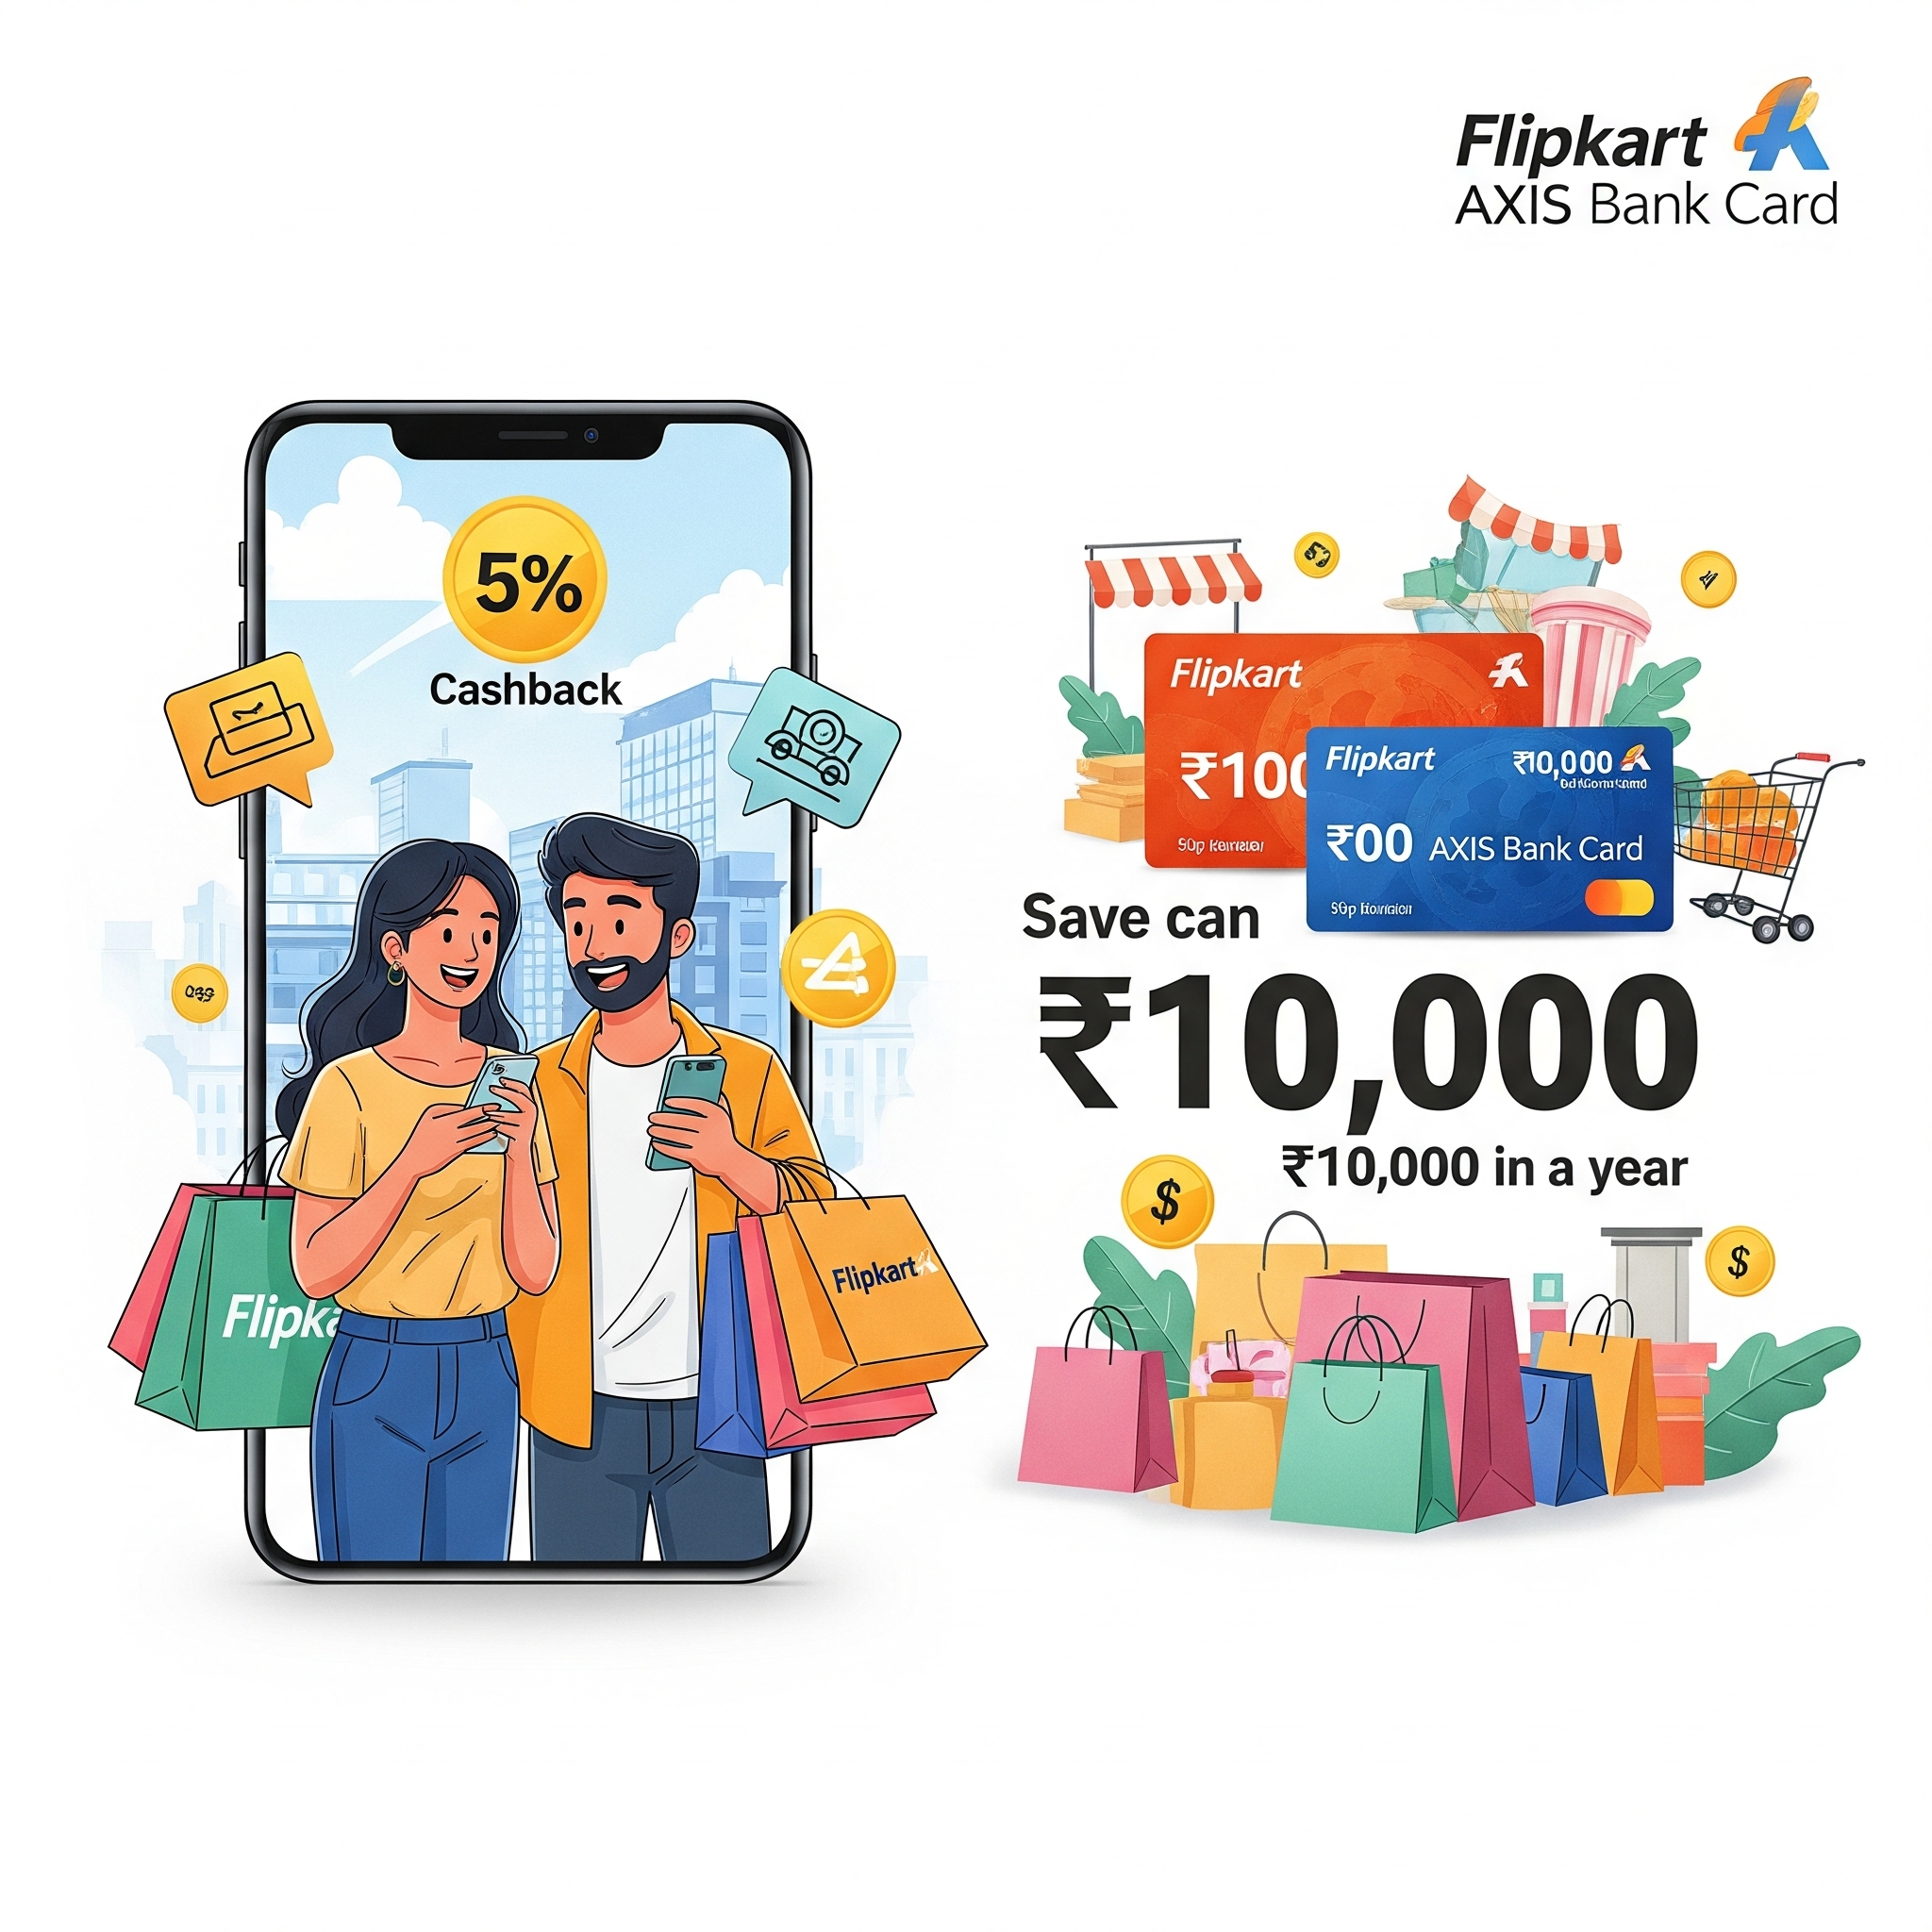 Flipkart
AXIS Bank Card
5%
Cashback
Flipka
Flipkart
Flipkart
₹100
Flipkart
₹10,000
₹00 AXIS Bank Card
Save can
₹10,000
₹10,000 in a year
$
$